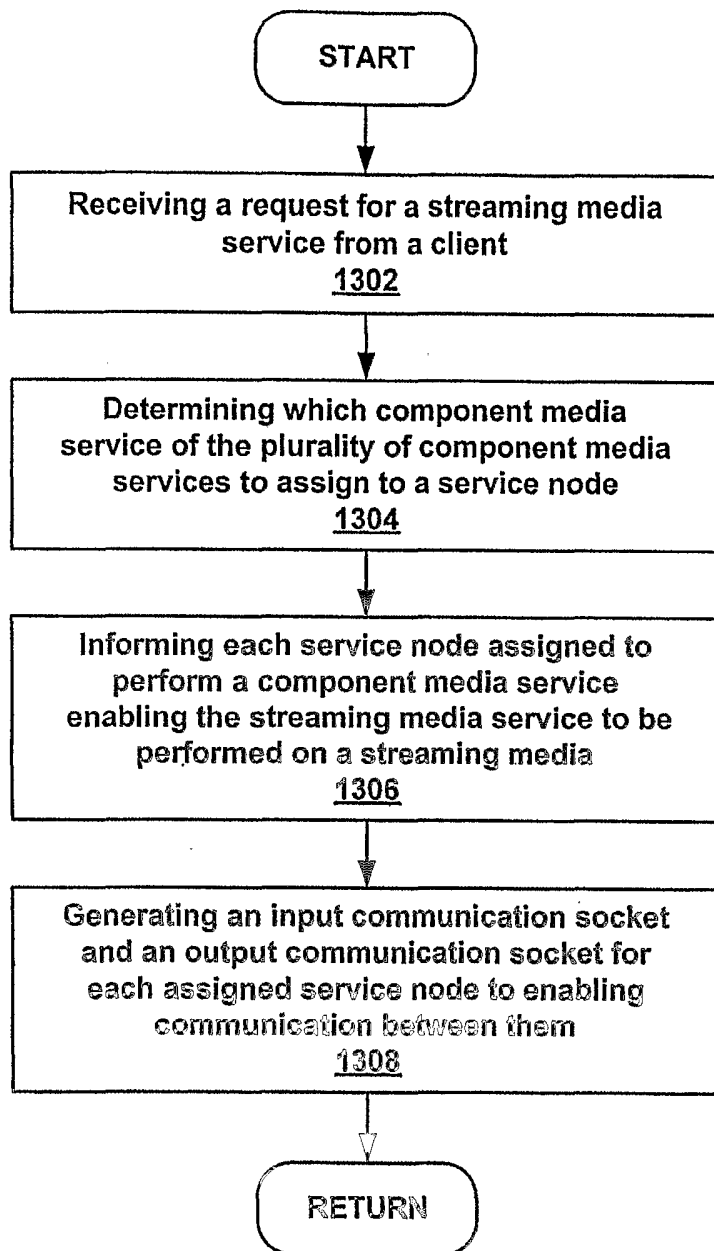 START
Receiving a request for a streaming media
service from a client
1302
Determining which component media
service of the plurality of component media
services to assign to a service node
1304
Informing each service node assigned to
perform a component media service
enabling the streaming media service to be
performed on a streaming media
1306
Generating an input communication socket
and an output communication socket for
each assigned service node to enabling
communication between them
1308
RETURN